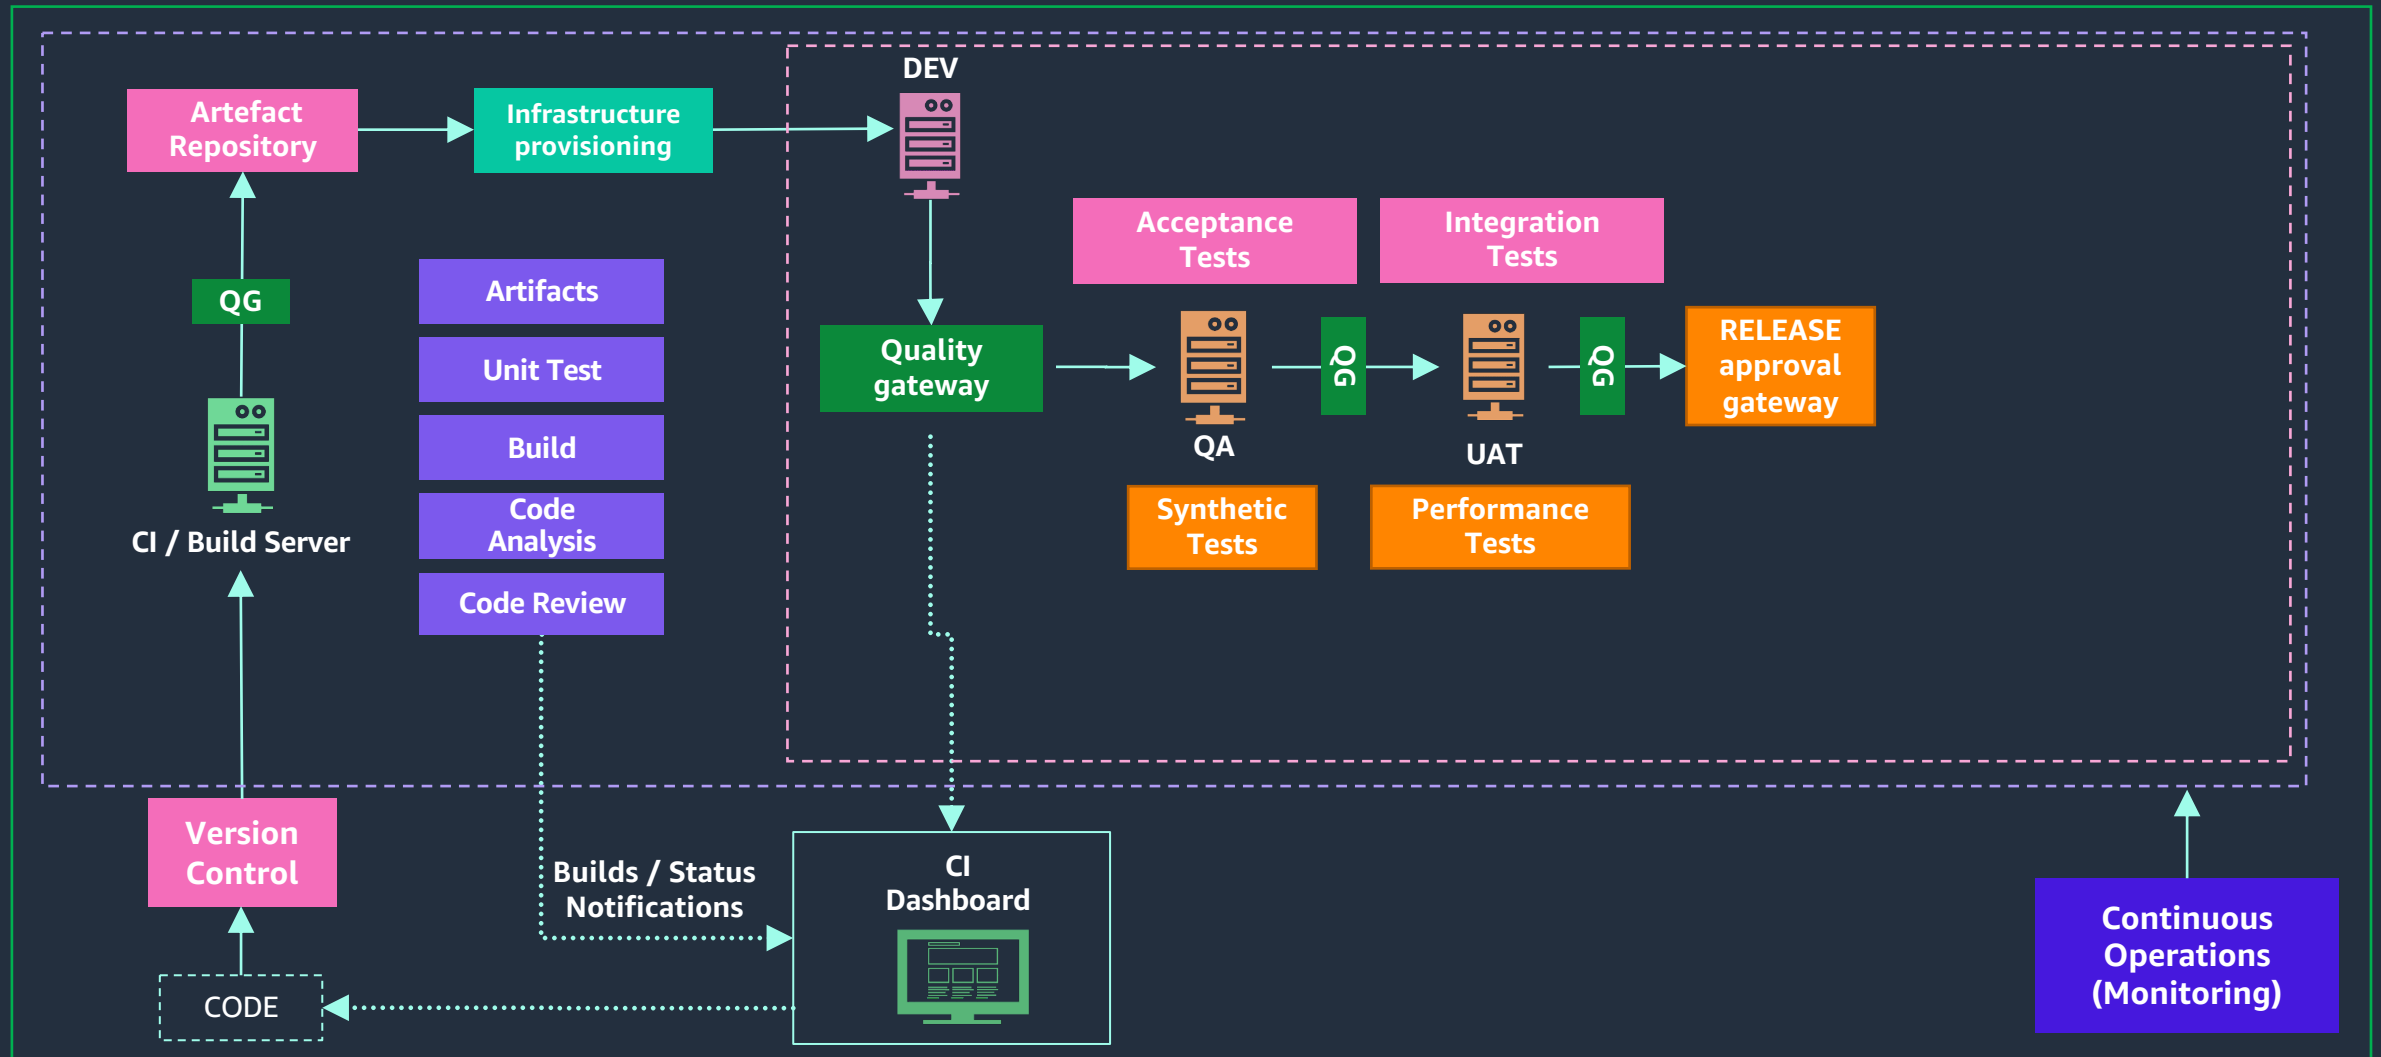 DEV
Artefact
Repository
Infrastructure
provisioning
Acceptance
Tests
Integration
Tests
QG
Artifacts
Unit Test
Build
Code
Analysis
Code Review
CI / Build Server
Quality
gateway
QG
QG
RELEASE
approval
gateway
QA
UAT
Synthetic
Tests
Performance
Tests
Version
Control
Builds / Status
Notifications
CI
Dashboard
CODE
Continuous
Operations
(Monitoring)